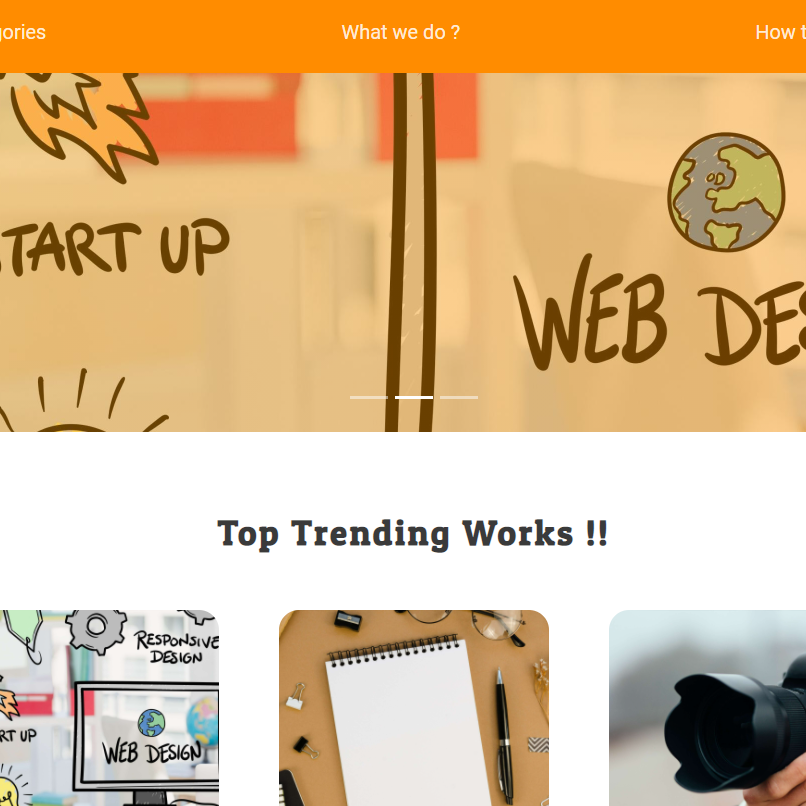 gories
What we do ?
How t
TART UP
WEB DES
Top Trending Works !!
RESPONSIVE
DESIGN
RT UP
WEB DESIGN